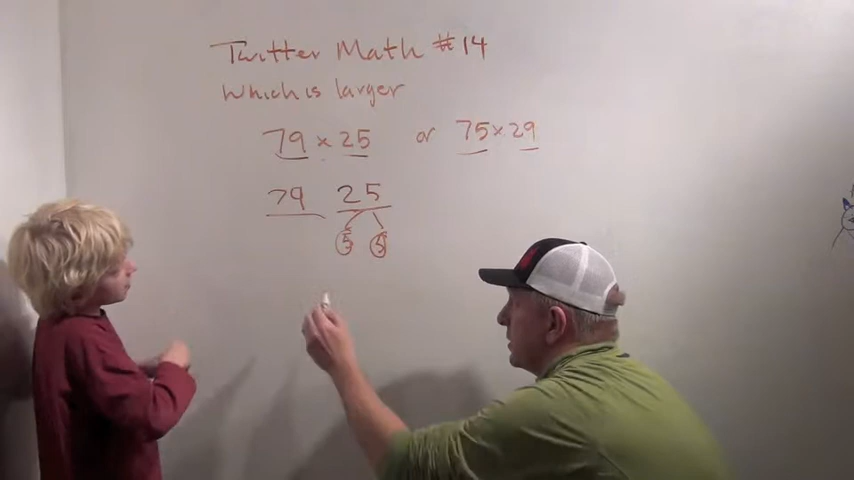 Twitter Math #14
Which is larger
79 x 25 or 75 x 29
79 25
5 5